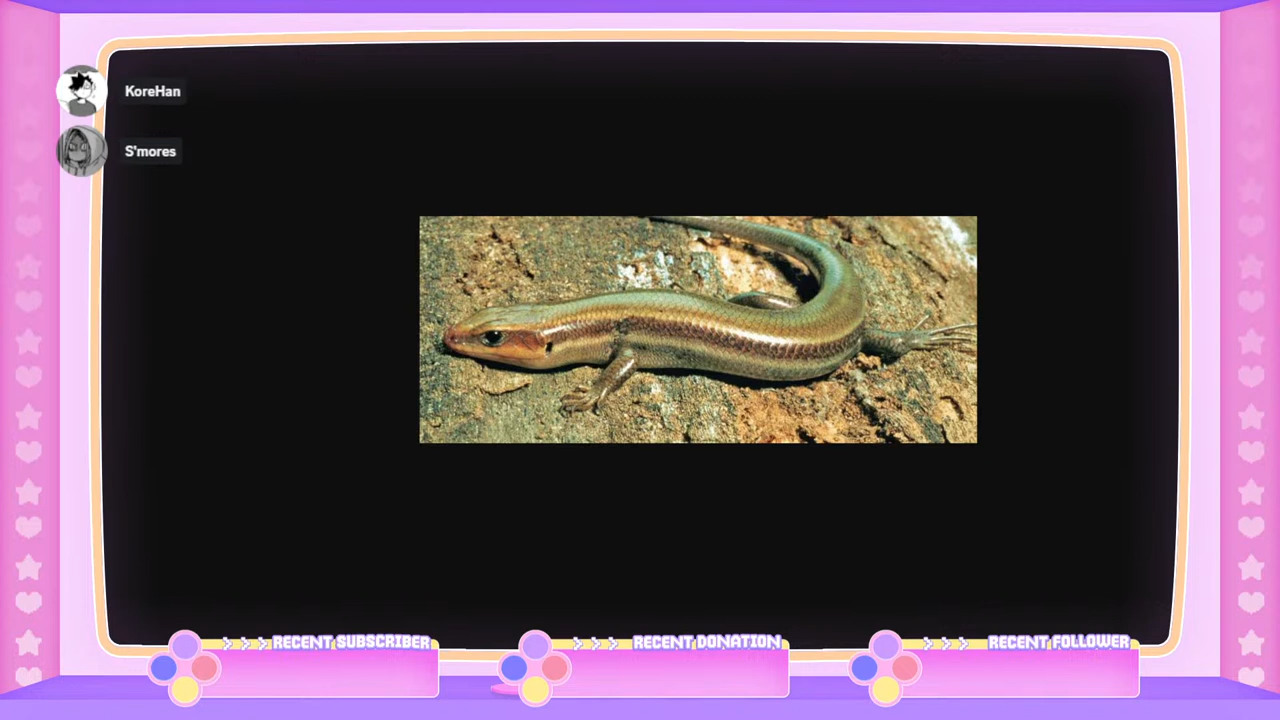 KoreHan
S'mores
RECENT SUBSCRIBER
RECENT DONATION
RECENT FOLLOWER